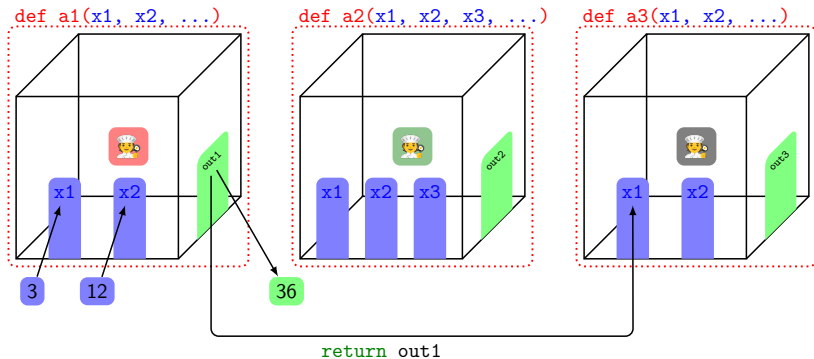 def a1(x1, x2, ...)
def a2(x1, x2, x3, ...)
def a3(x1, x2, ...)
out1
out2
out3
x1
x2
x1
x2
x3
x1
x2
3
12
36
return out1